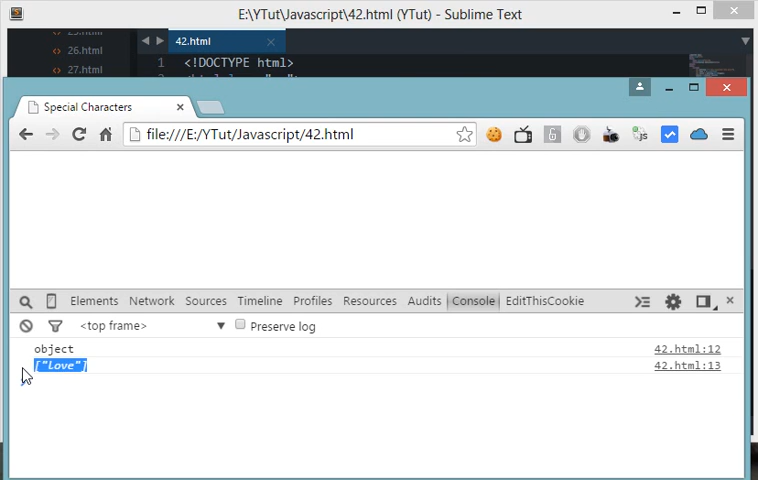 E:\YTut\Javascript\42.html (YTut) - Sublime Text
26.html
27.html
42.html
1 <!DOCTYPE html>
Special Characters
file:///E:/YTut/Javascript/42.html
js
Elements Network Sources Timeline Profiles Resources Audits Console EditThisCookie
<top frame> Preserve log
object 42.html:12
["Love"] 42.html:13